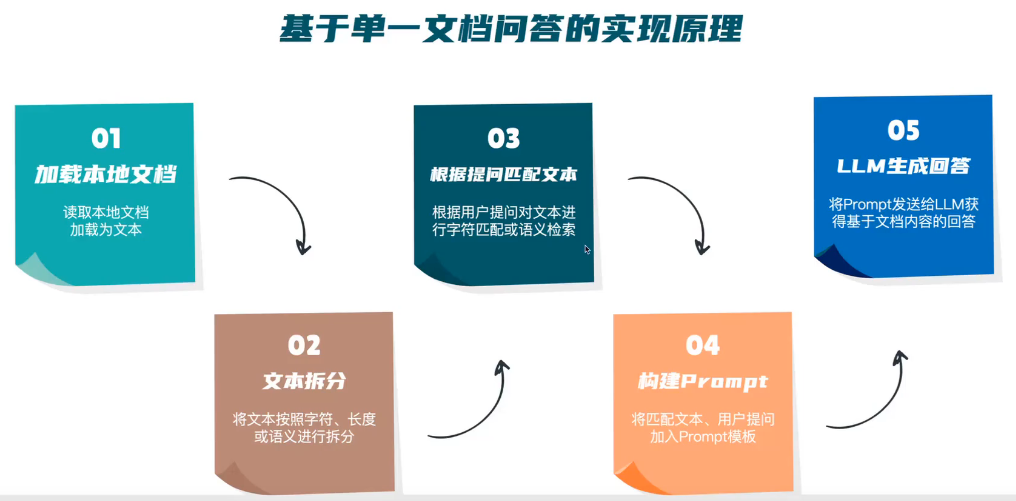 基于单一文档问答的实现原理
01
加载本地文档
读取本地文档
加载为文本
02
文本拆分
将文本按照字符、长度
或语义进行拆分
03
根据提问匹配文本
根据用户提问对文本进
行字符匹配或语义检索
04
构建Prompt
将匹配文本、用户提问
加入Prompt模板
05
LLM生成回答
将Prompt发送给LLM获
得基于文档内容的回答